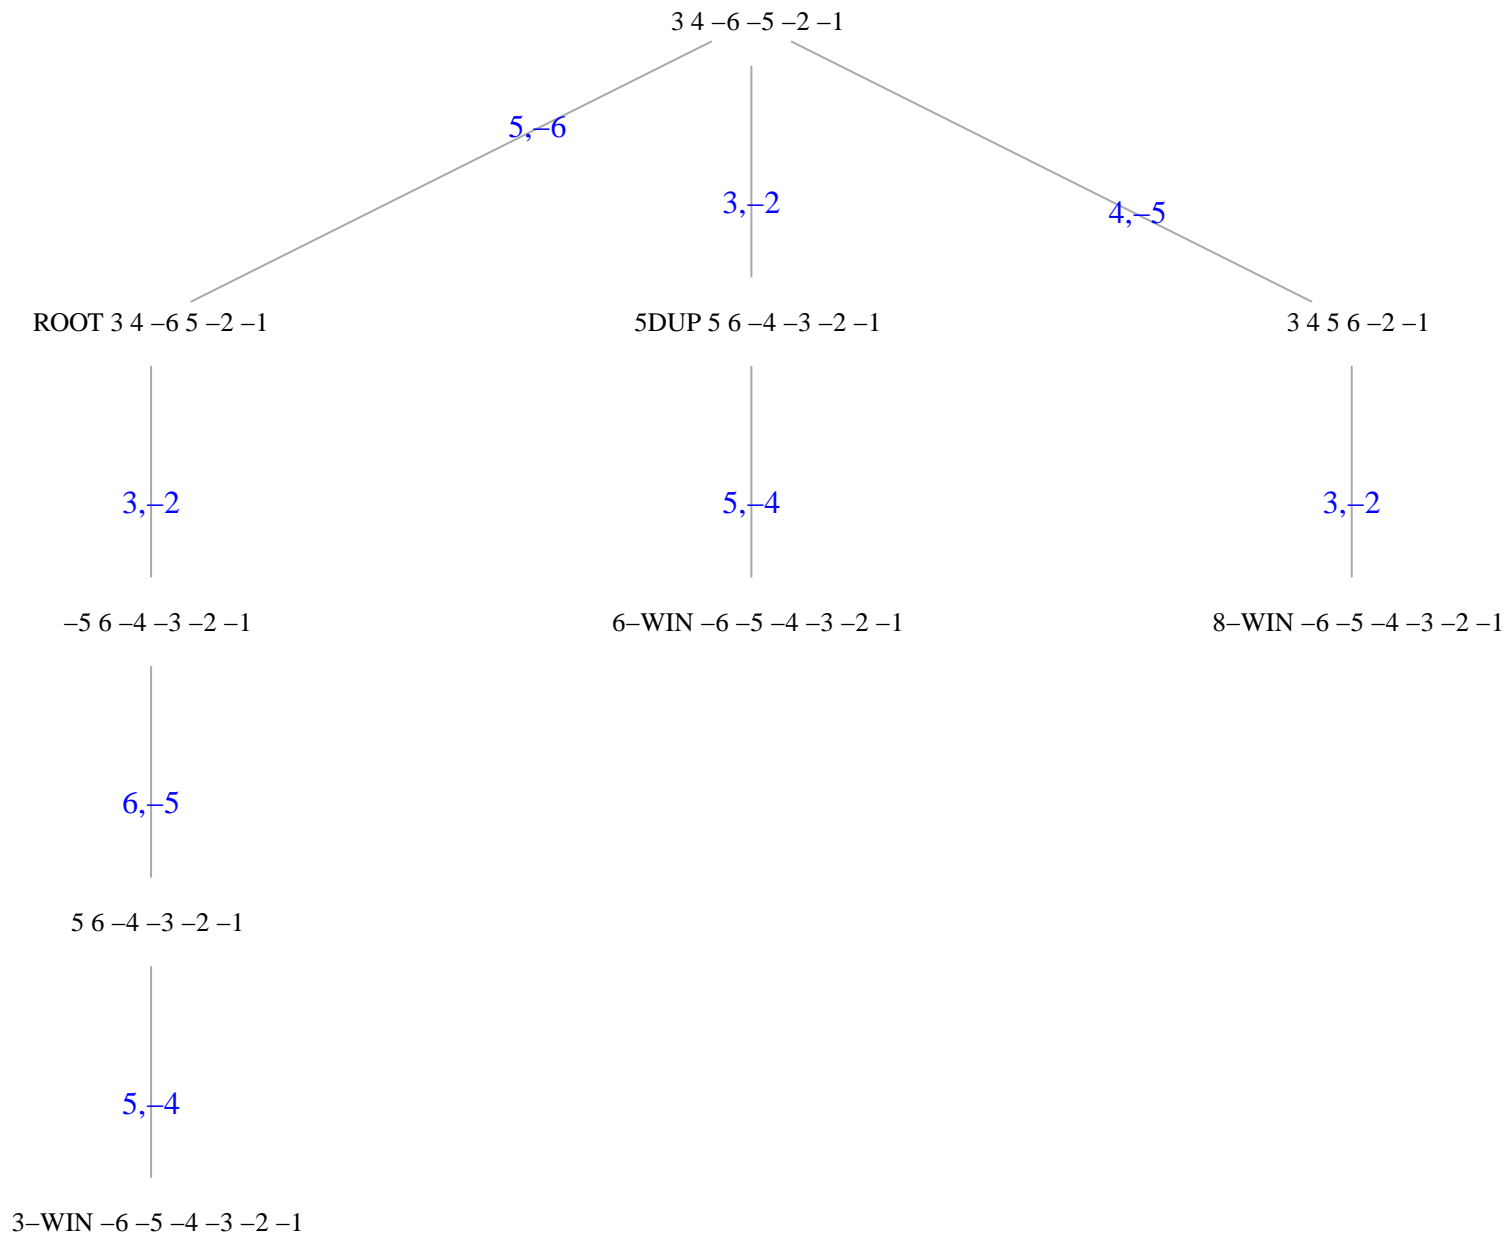 3 4 –6 –5 –2 –1
5,–6
3,–2
4,–5
ROOT 3 4 –6 5 –2 –1
5DUP 5 6 –4 –3 –2 –1
3 4 5 6 –2 –1
3,–2
5,–4
3,–2
–5 6 –4 –3 –2 –1
6–WIN –6 –5 –4 –3 –2 –1
8–WIN –6 –5 –4 –3 –2 –1
6,–5
5 6 –4 –3 –2 –1
5,–4
3–WIN –6 –5 –4 –3 –2 –1